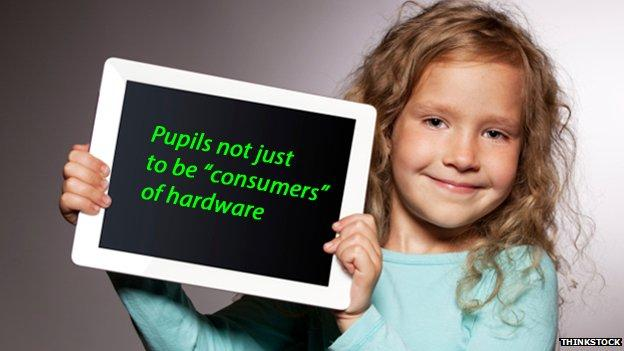 Pupils not just
to be “consumers”
of hardware
THINKSTOCK